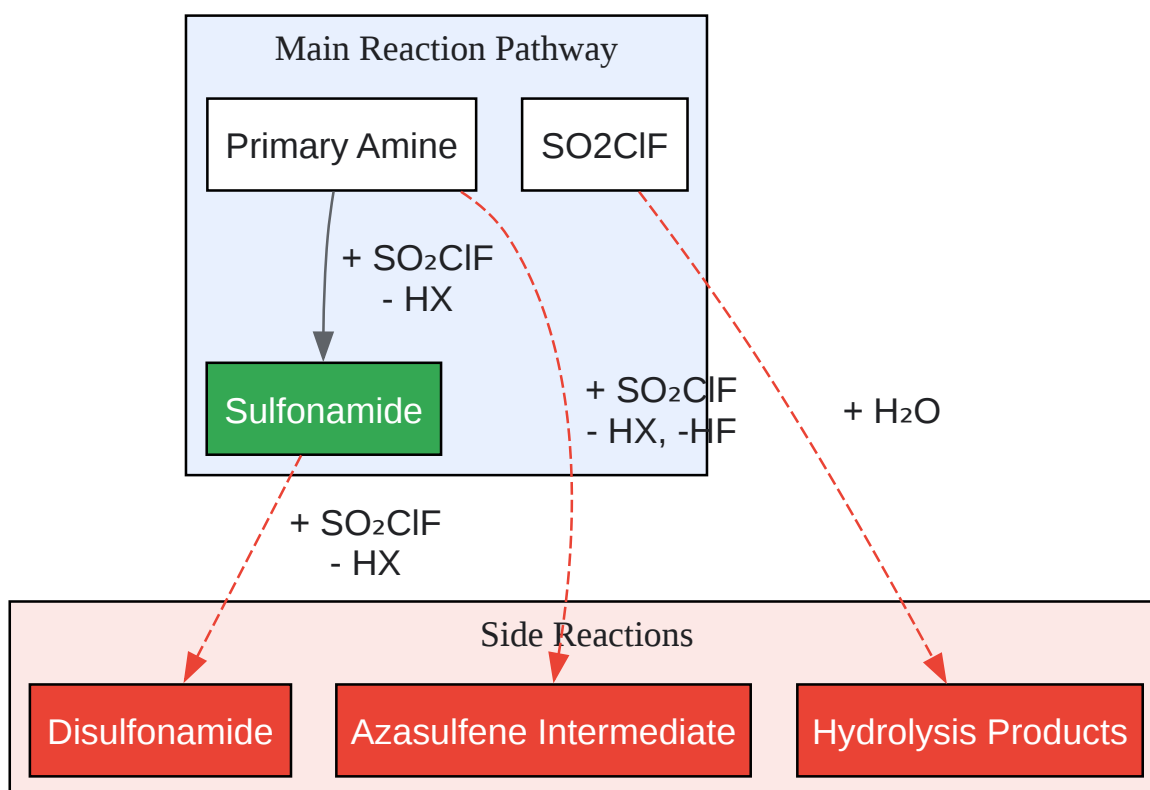 Main Reaction Pathway
Primary Amine
SO2ClF
+ SO₂ClF
- HX
+ SO₂ClF
- HX, -HF
+ H₂O
Sulfonamide
+ SO₂ClF
- HX
Side Reactions
Disulfonamide
Azasulfene Intermediate
Hydrolysis Products